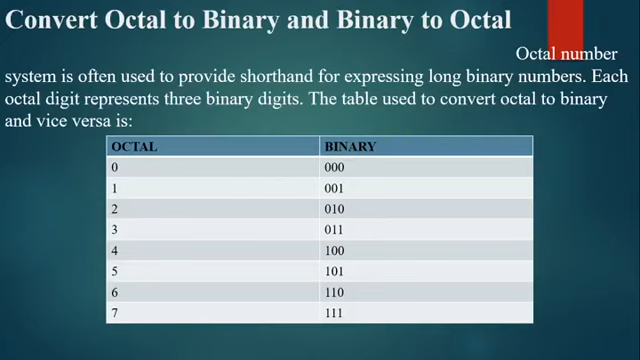 Convert Octal to Binary and Binary to Octal
Octal number
system is often used to provide shorthand for expressing long binary numbers. Each
octal digit represents three binary digits. The table used to convert octal to binary
and vice versa is:
OCTAL BINARY
0 000
1 001
2 010
3 011
4 100
5 101
6 110
7 111